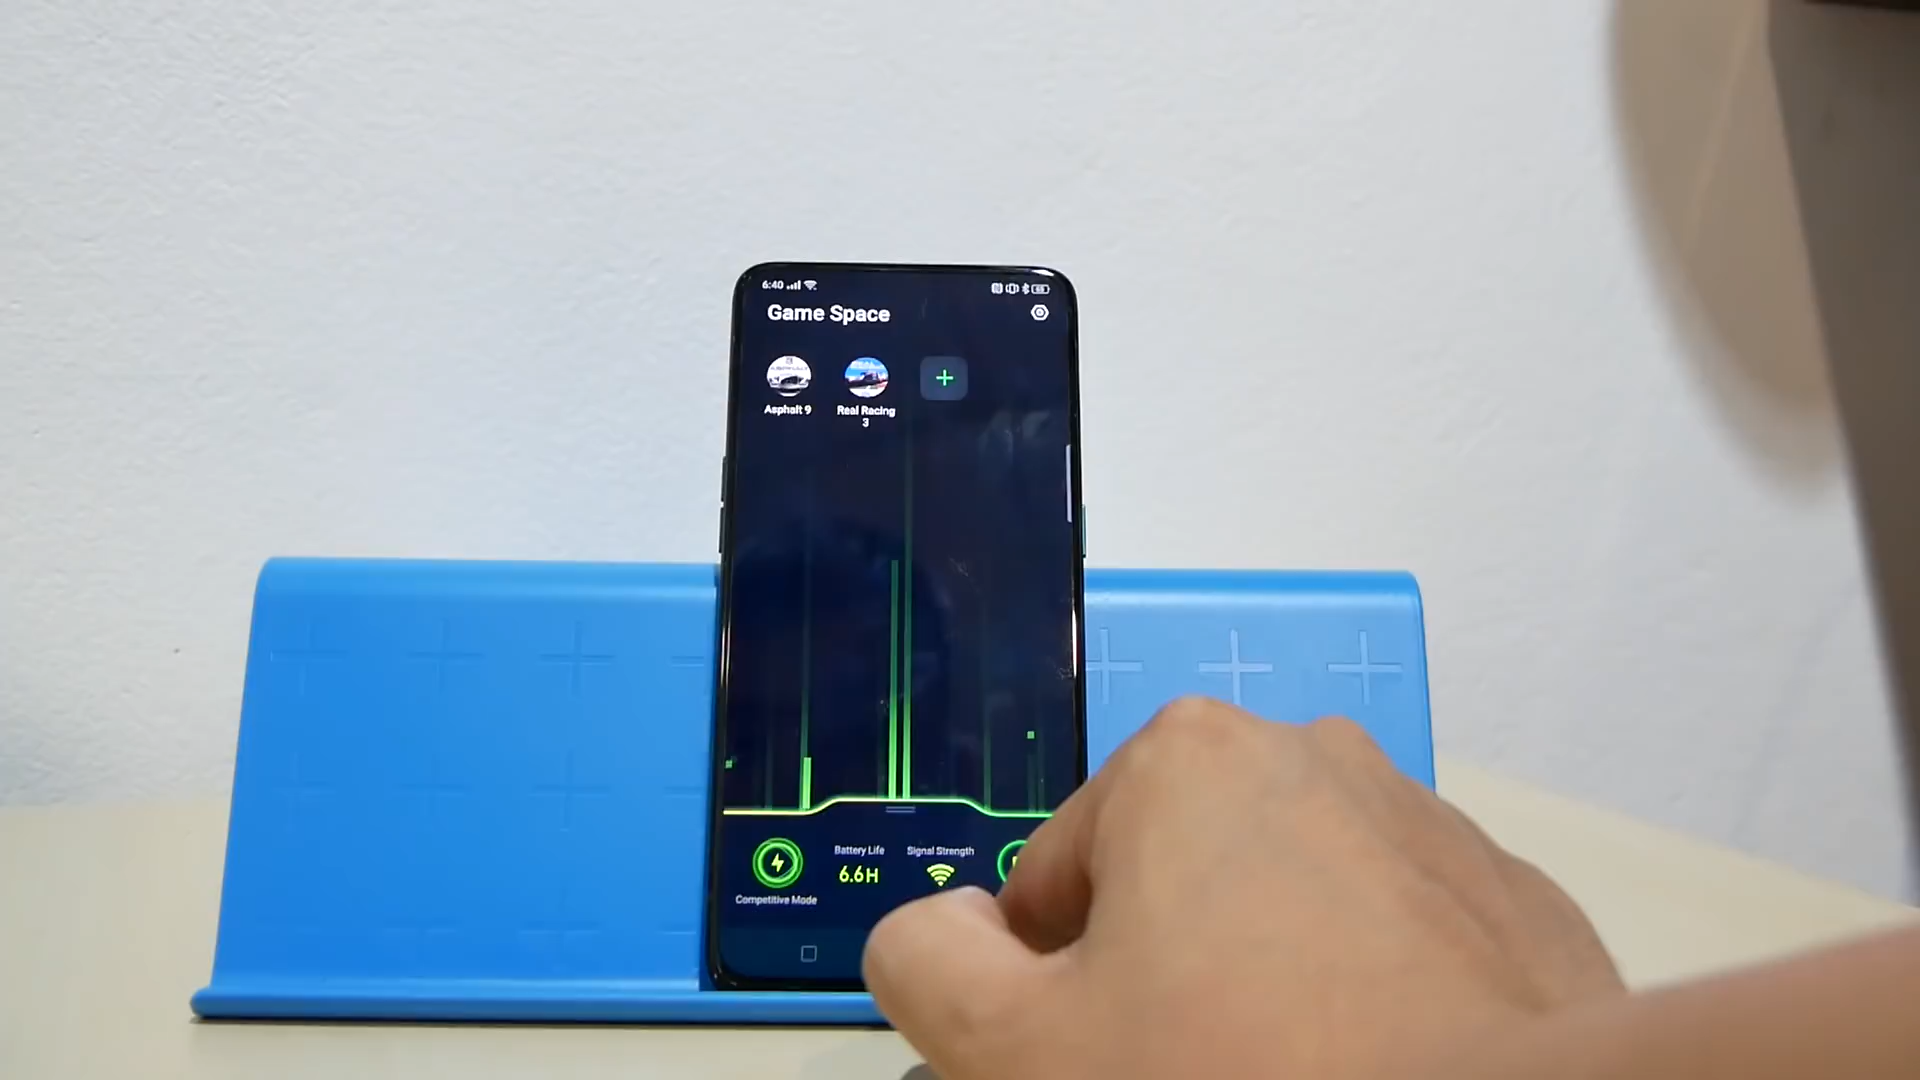 6:40
Game Space
Asphalt 9
Real Racing
3
Battery Life
6.6H
Signal Strength
Competitive Mode